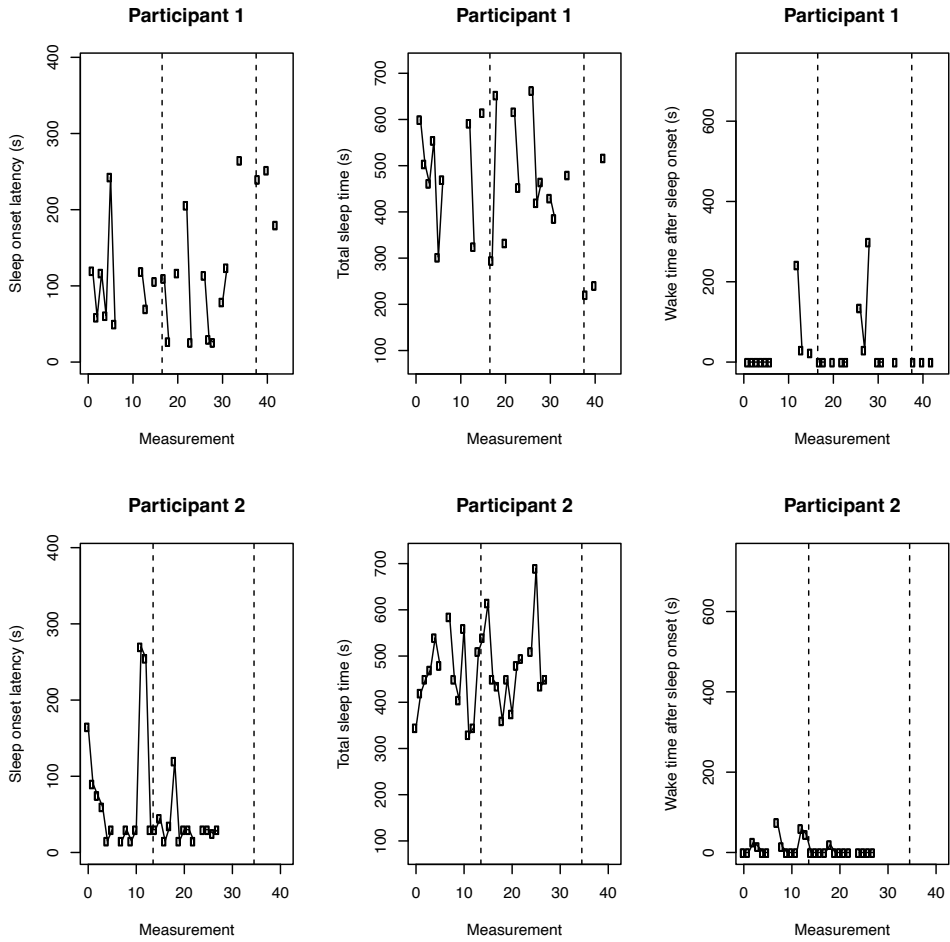 Participant 1
Sleep onset latency (s)
0 100 200 300 400
0 10 20 30 40
Measurement
Participant 1
Total sleep time (s)
100 200 300 400 500 600 700
0 10 20 30 40
Measurement
Participant 1
Wake time after sleep onset (s)
0 200 400 600
0 10 20 30 40
Measurement
Participant 2
Sleep onset latency (s)
0 100 200 300 400
0 10 20 30 40
Measurement
Participant 2
Total sleep time (s)
100 200 300 400 500 600 700
0 10 20 30 40
Measurement
Participant 2
Wake time after sleep onset (s)
0 200 400 600
0 10 20 30 40
Measurement